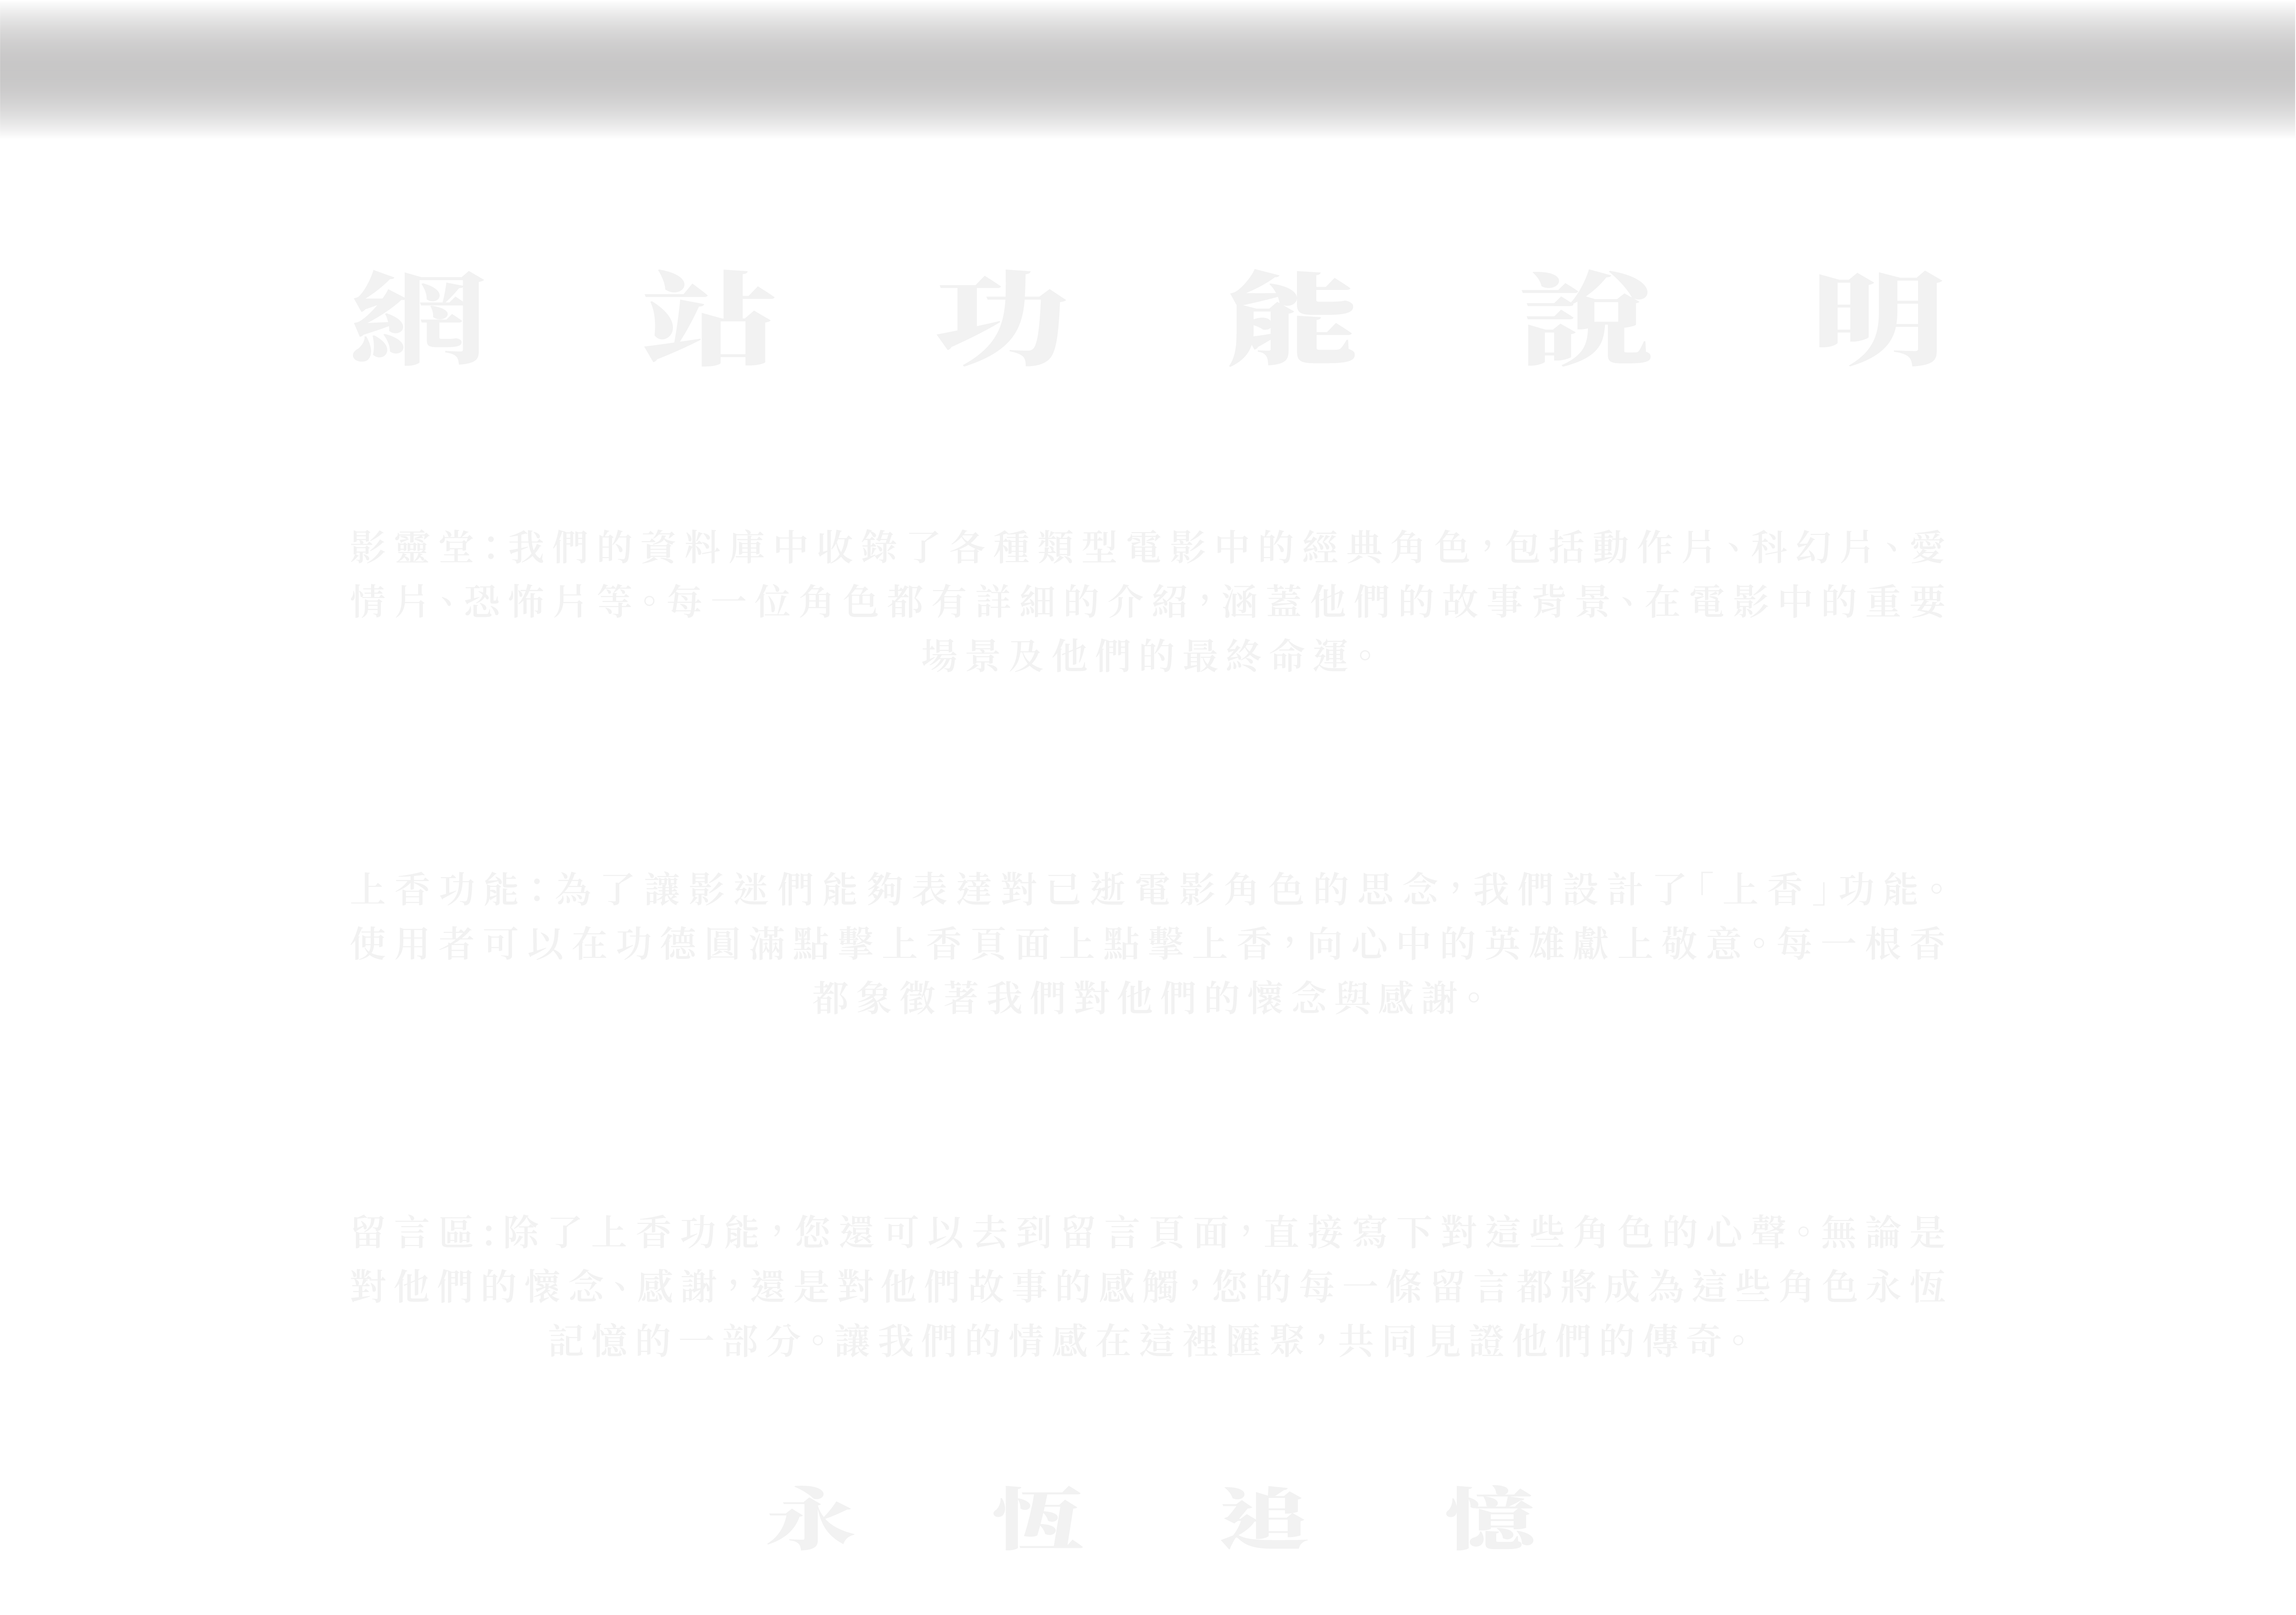 網站功能說明
影靈堂：我們的資料庫中收錄了各種類型電影中的經典角色，包括動作片、科幻片、愛
情片、恐怖片等。每一位角色都有詳細的介紹，涵蓋他們的故事背景、在電影中的重要
場景及他們的最終命運。
上香功能：為了讓影迷們能夠表達對已逝電影角色的思念，我們設計了「上香」功能。
使用者可以在功德圓滿點擊上香頁面上點擊上香，向心中的英雄獻上敬意。每一根香
都象徵著我們對他們的懷念與感謝。
留言區：除了上香功能，您還可以去到留言頁面，直接寫下對這些角色的心聲。無論是
對他們的懷念、感謝，還是對他們故事的感觸，您的每一條留言都將成為這些角色永恆
記憶的一部分。讓我們的情感在這裡匯聚，共同見證他們的傳奇。
永恆追憶